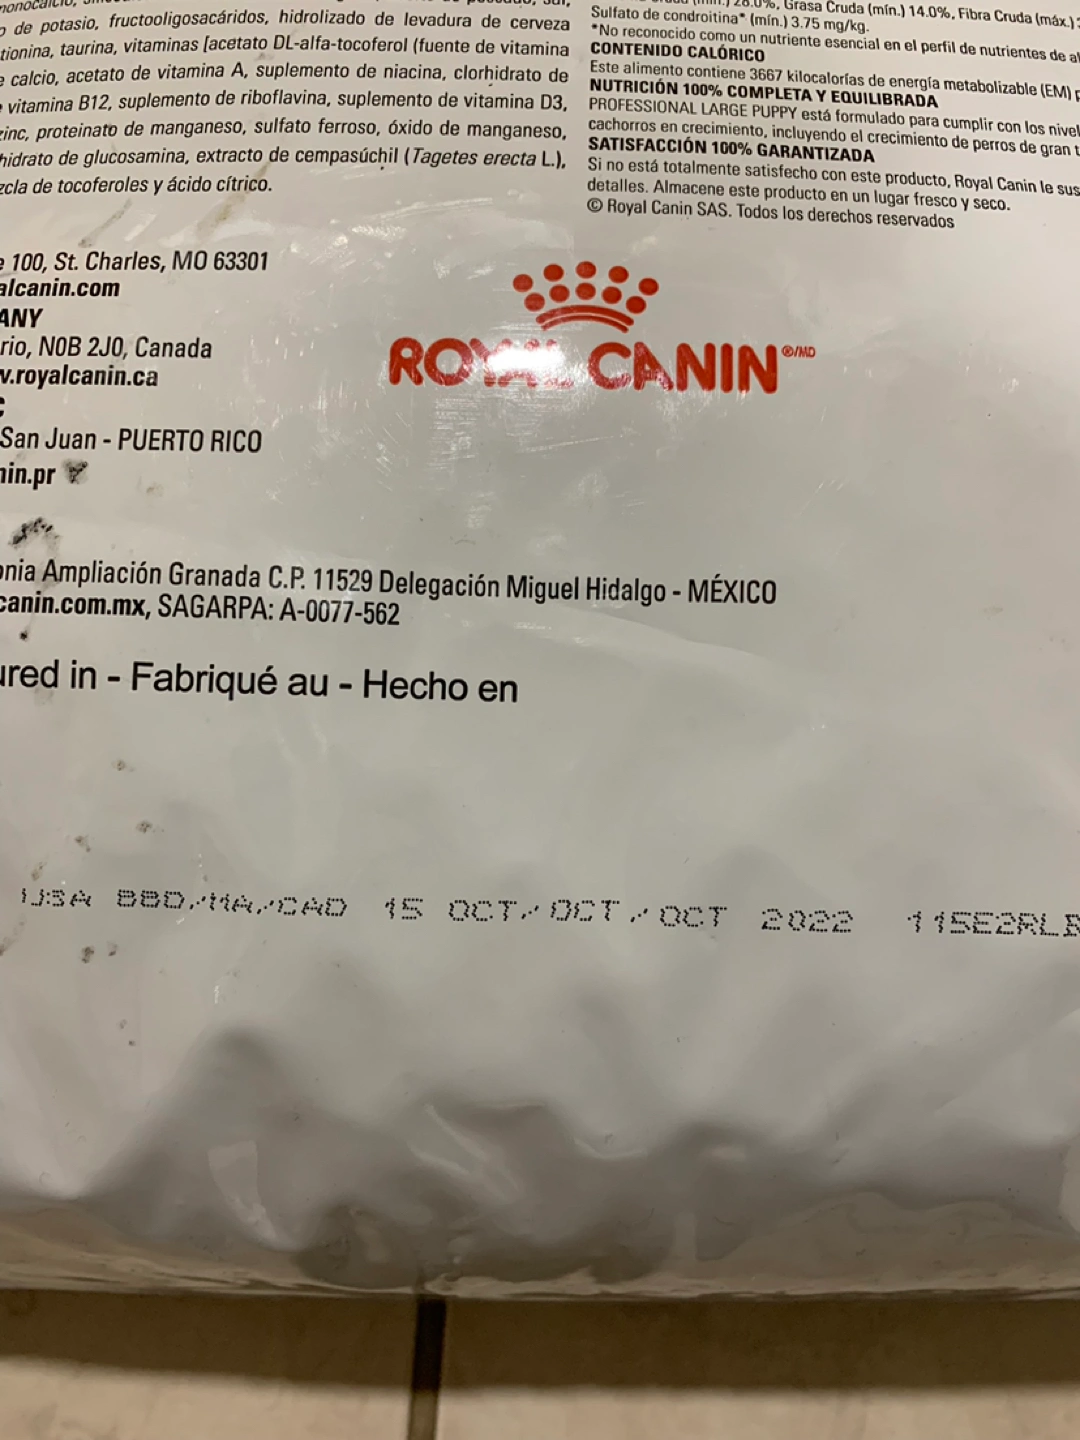 de potasio, fructooligosacáridos, hidrolizado de levadura de cerveza
tionina, taurina, vitaminas [acetato DL-alfa-tocoferol (fuente de vitamina
calcio, acetato de vitamina A, suplemento de niacina, clorhidrato de
vitamina B12, suplemento de riboflavina, suplemento de vitamina D3,
zinc, proteinato de manganeso, sulfato ferroso, óxido de manganeso,
hidrato de glucosamina, extracto de cempasúchil (Tagetes erecta L.),
zcla de tocoferoles y ácido cítrico.
28.0%, Grasa Cruda (mín.) 14.0%, Fibra Cruda (máx.)
Sulfato de condroitina* (mín.) 3.75 mg/kg.
*No reconocido como un nutriente esencial en el perfil de nutrientes de al
CONTENIDO CALÓRICO
Este alimento contiene 3667 kilocalorías de energía metabolizable (EM) p
NUTRICIÓN 100% COMPLETA Y EQUILIBRADA
PROFESSIONAL LARGE PUPPY está formulado para cumplir con los nivel
cachorros en crecimiento, incluyendo el crecimiento de perros de gran t
SATISFACCIÓN 100% GARANTIZADA
Si no está totalmente satisfecho con este producto, Royal Canin le sus
detalles. Almacene este producto en un lugar fresco y seco.
© Royal Canin SAS. Todos los derechos reservados
e 100, St. Charles, MO 63301
alcanin.com
ANY
rio, N0B 2J0, Canada
w.royalcanin.ca
San Juan - PUERTO RICO
nin.pr
ROYAL CANIN ®/MD
onia Ampliación Granada C.P. 11529 Delegación Miguel Hidalgo - MÉXICO
canin.com.mx, SAGARPA: A-0077-562
ured in - Fabriqué au - Hecho en
USA BBD/MA/CAD 15 OCT/OCT/OCT 2022 115E2RLB